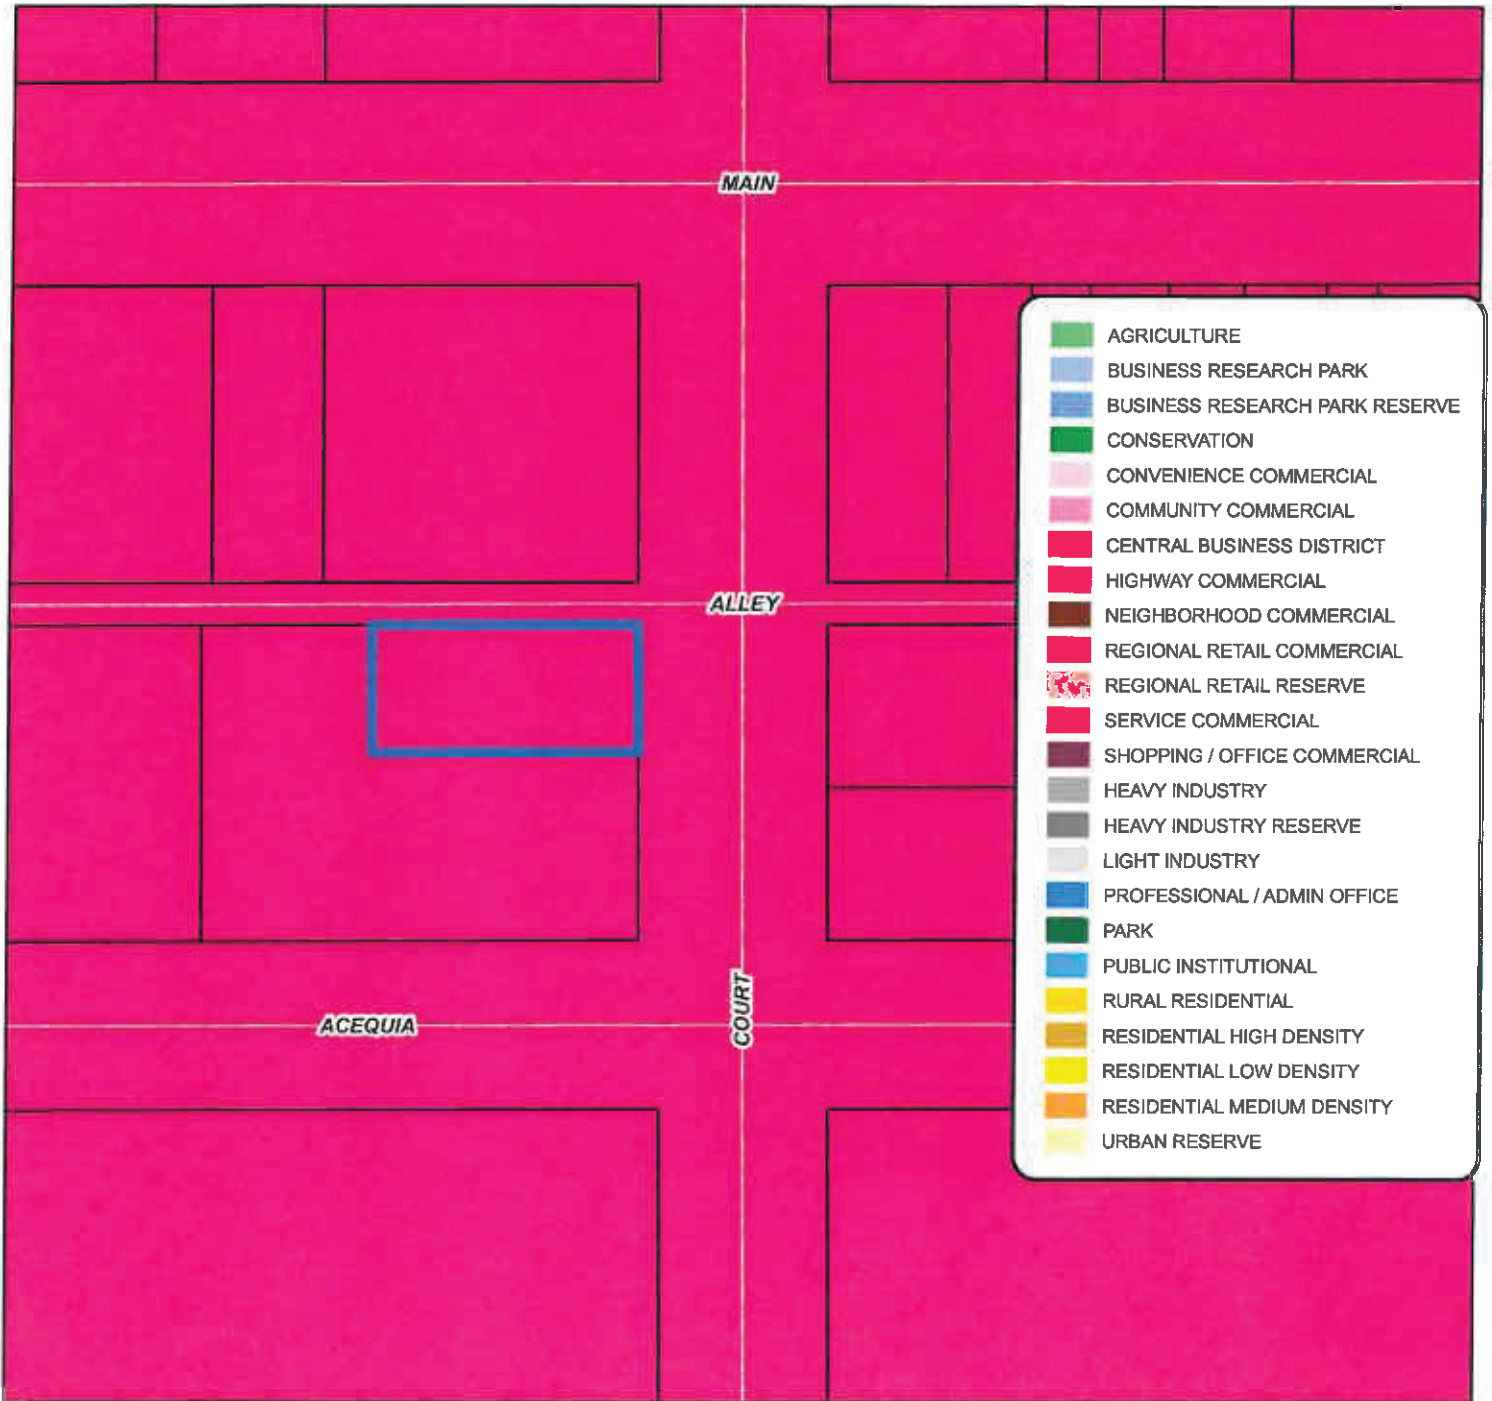 MAIN
ALLEY
ACEQUIA
COURT
AGRICULTURE
BUSINESS RESEARCH PARK
BUSINESS RESEARCH PARK RESERVE
CONSERVATION
CONVENIENCE COMMERCIAL
COMMUNITY COMMERCIAL
CENTRAL BUSINESS DISTRICT
HIGHWAY COMMERCIAL
NEIGHBORHOOD COMMERCIAL
REGIONAL RETAIL COMMERCIAL
REGIONAL RETAIL RESERVE
SERVICE COMMERCIAL
SHOPPING / OFFICE COMMERCIAL
HEAVY INDUSTRY
HEAVY INDUSTRY RESERVE
LIGHT INDUSTRY
PROFESSIONAL / ADMIN OFFICE
PARK
PUBLIC INSTITUTIONAL
RURAL RESIDENTIAL
RESIDENTIAL HIGH DENSITY
RESIDENTIAL LOW DENSITY
RESIDENTIAL MEDIUM DENSITY
URBAN RESERVE